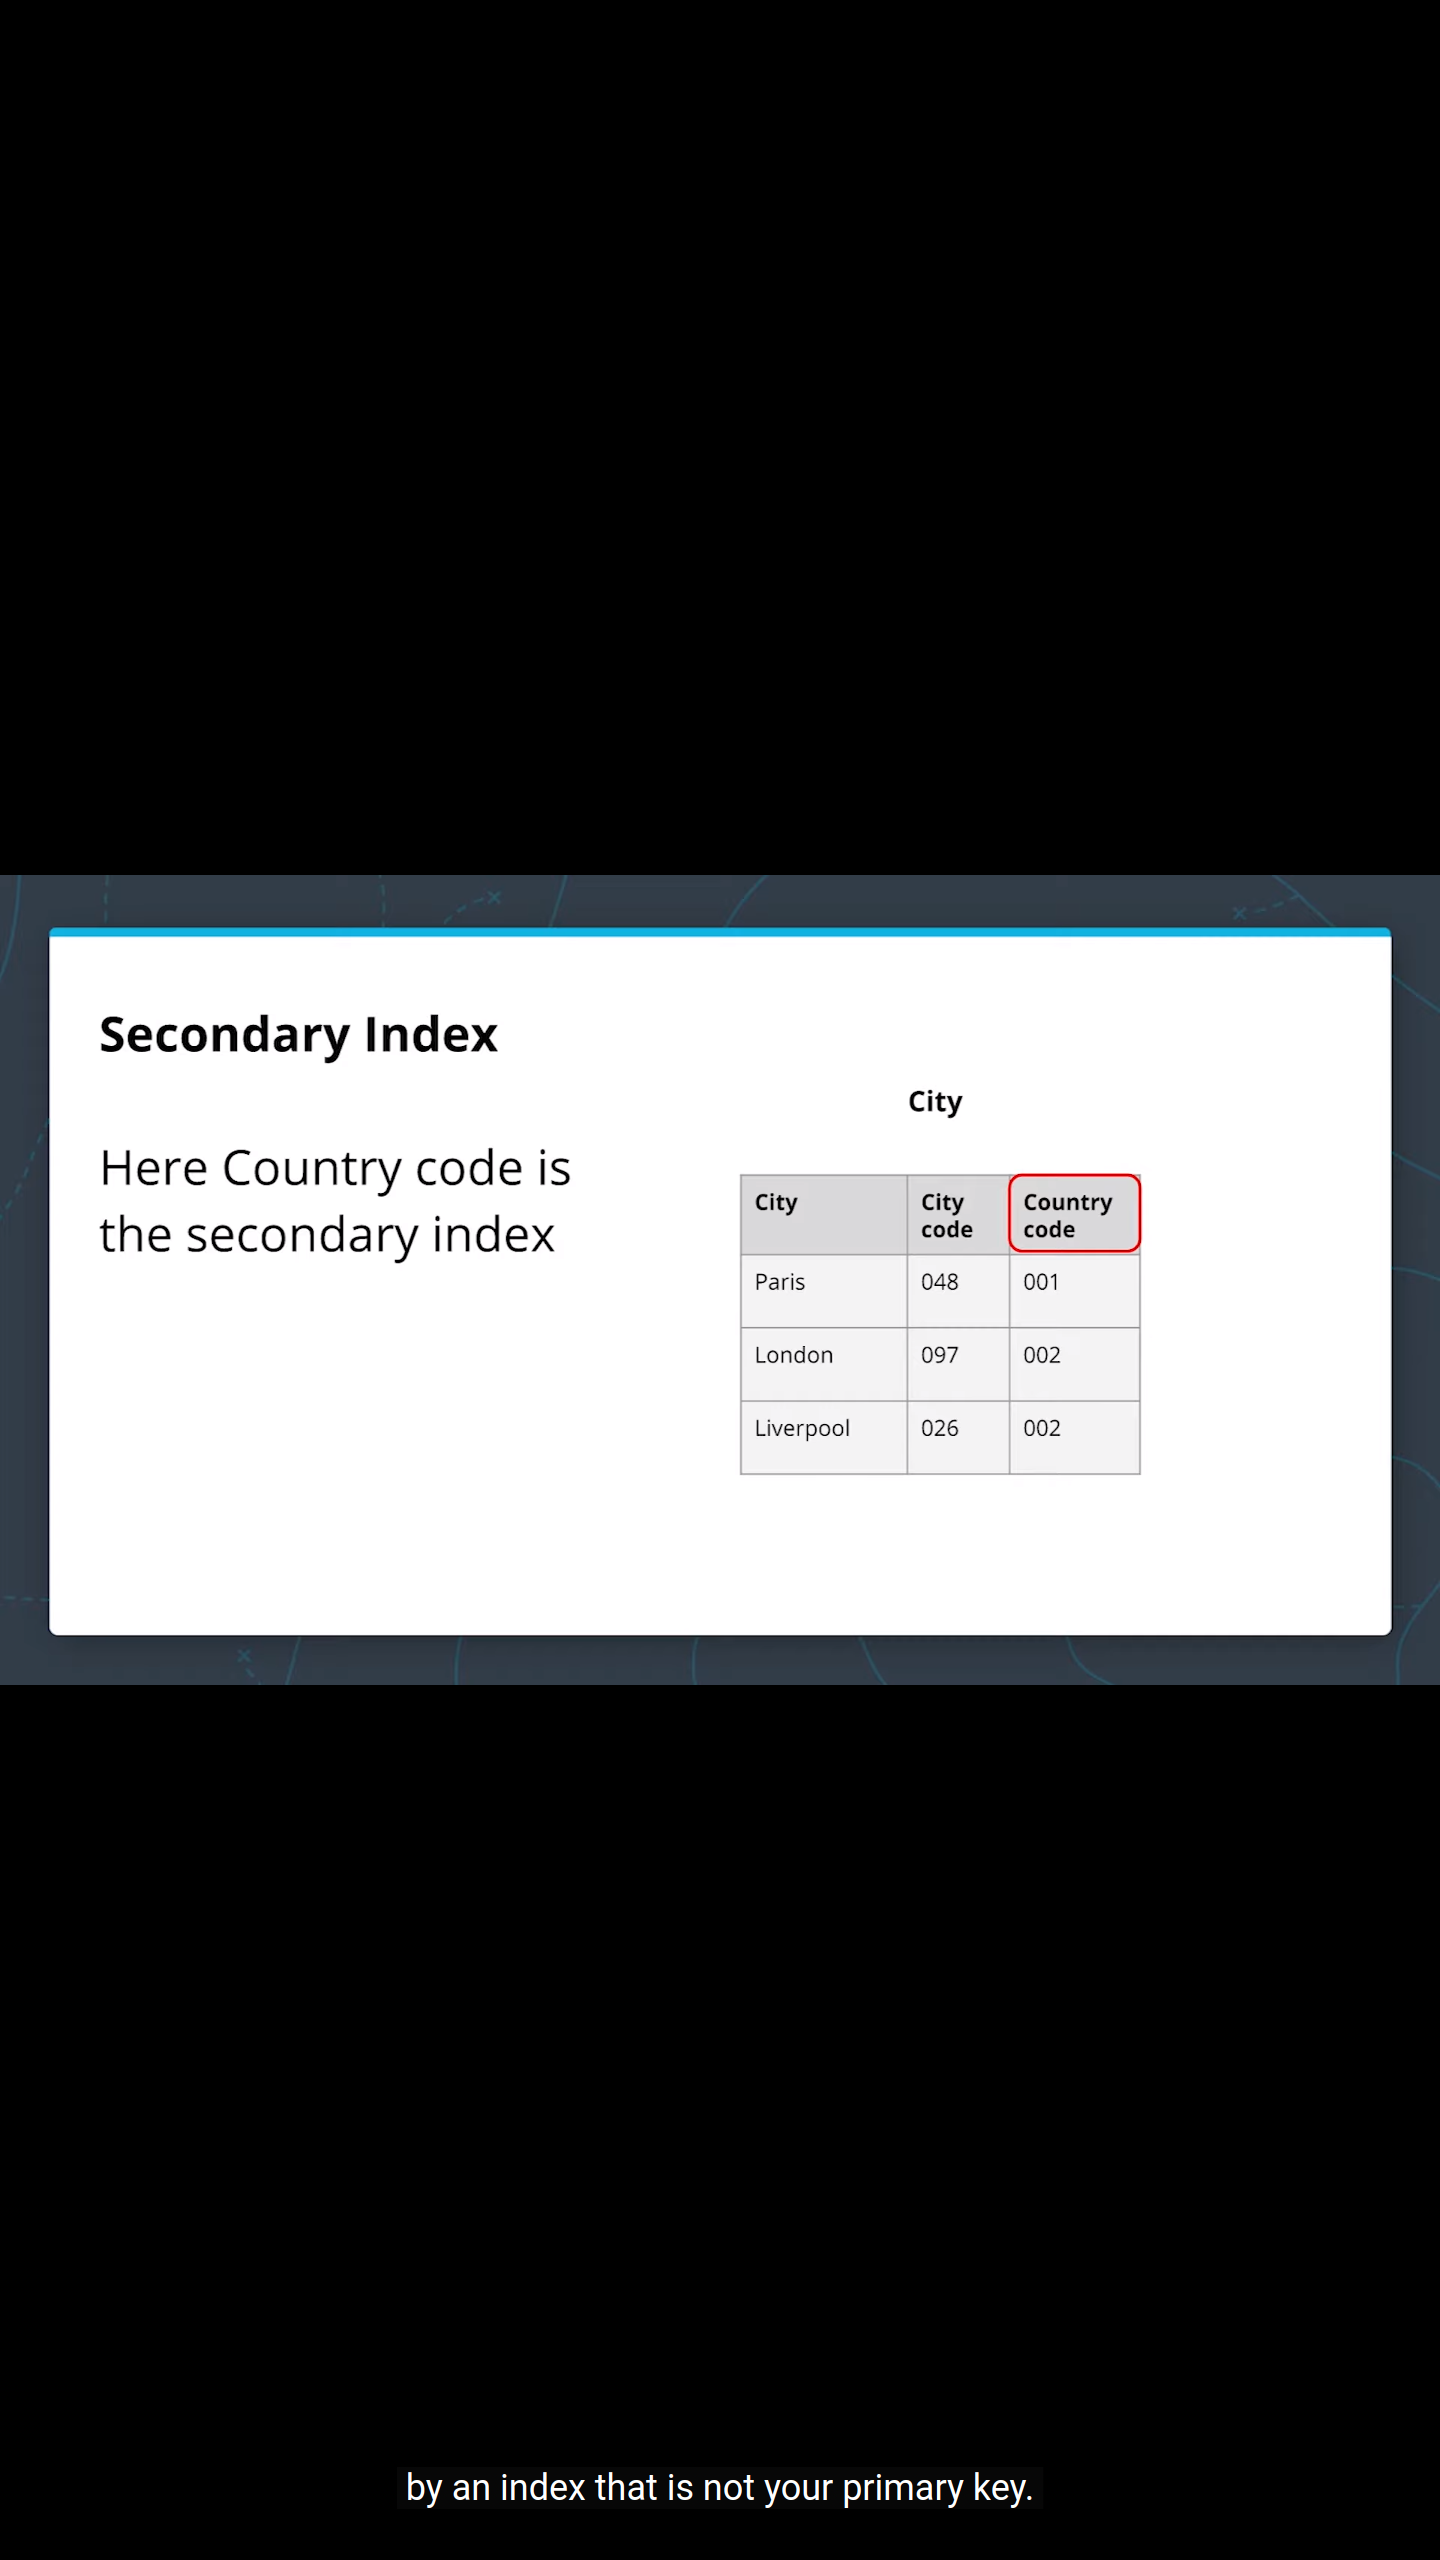 Secondary Index
Here Country code is
the secondary index
City
City City code Country code
Paris 048 001
London 097 002
Liverpool 026 002
by an index that is not your primary key.